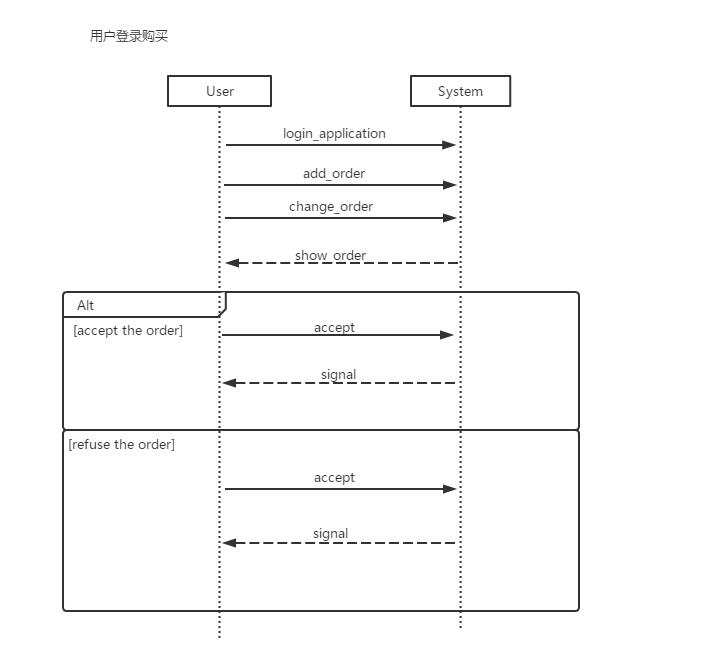 用户登录购买
User
System
login_application
add_order
change_order
show_order
Alt
[accept the order]
accept
signal
[refuse the order]
accept
signal